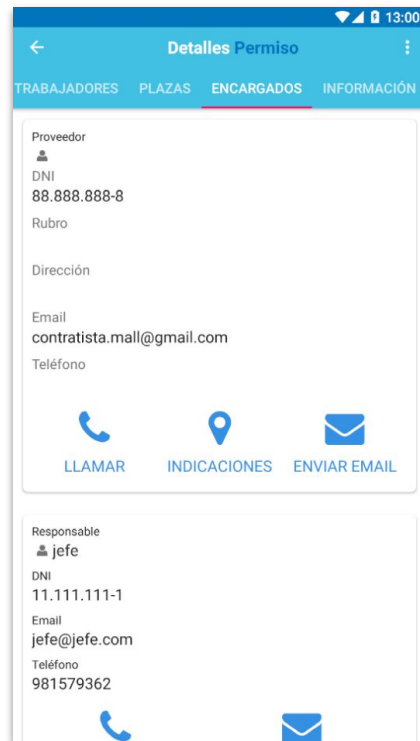 13:00
Detalles Permiso
TRABAJADORES PLAZAS ENCARGADOS INFORMACIÓN
Proveedor
DNI
88.888.888-8
Rubro
Dirección
Email
contratista.mall@gmail.com
Teléfono
LLAMAR INDICACIONES ENVIAR EMAIL
Responsable
jefe
DNI
11.111.111-1
Email
jefe@jefe.com
Teléfono
981579362